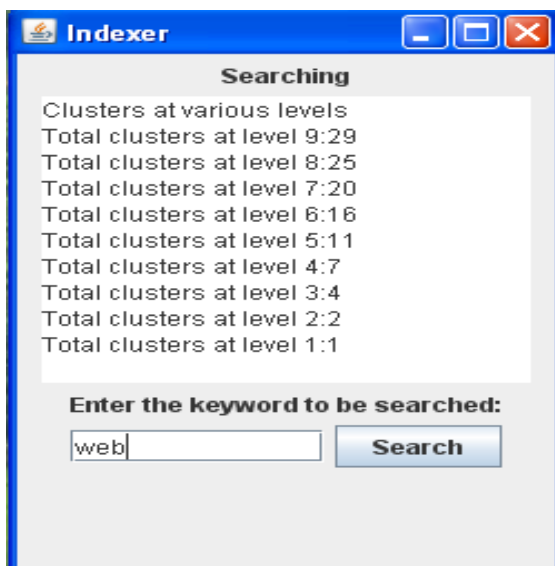 Indexer
Searching
Clusters at various levels
Total clusters at level 9:29
Total clusters at level 8:25
Total clusters at level 7:20
Total clusters at level 6:16
Total clusters at level 5:11
Total clusters at level 4:7
Total clusters at level 3:4
Total clusters at level 2:2
Total clusters at level 1:1
Enter the keyword to be searched:
web
Search